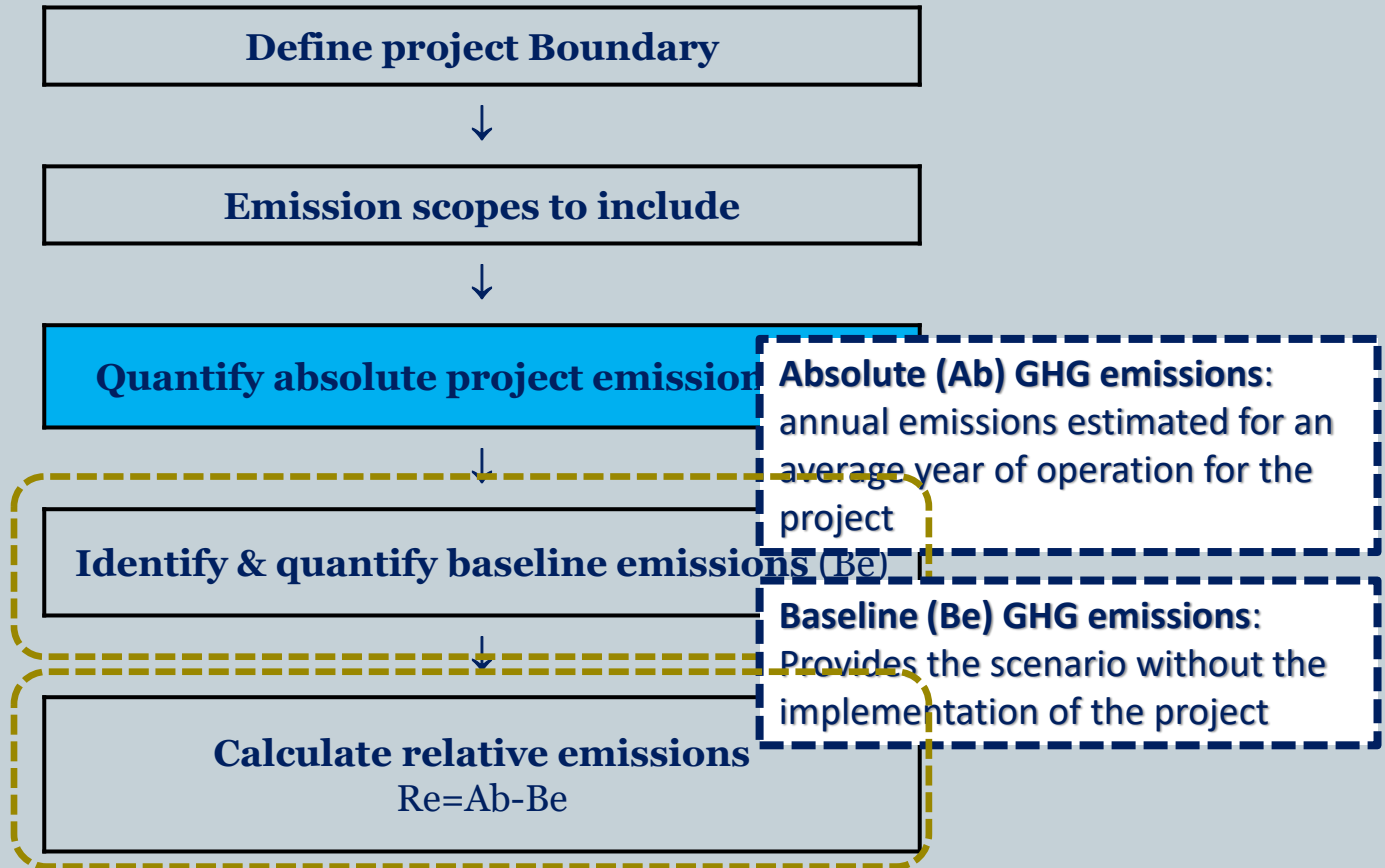 Define project Boundary
↓
Emission scopes to include
↓
Quantify absolute project emission
Absolute (Ab) GHG emissions:
annual emissions estimated for an
average year of operation for the
project
↓
Identify & quantify baseline emissions (Be)
Baseline (Be) GHG emissions:
Provides the scenario without the
implementation of the project
↓
Calculate relative emissions
Re=Ab-Be